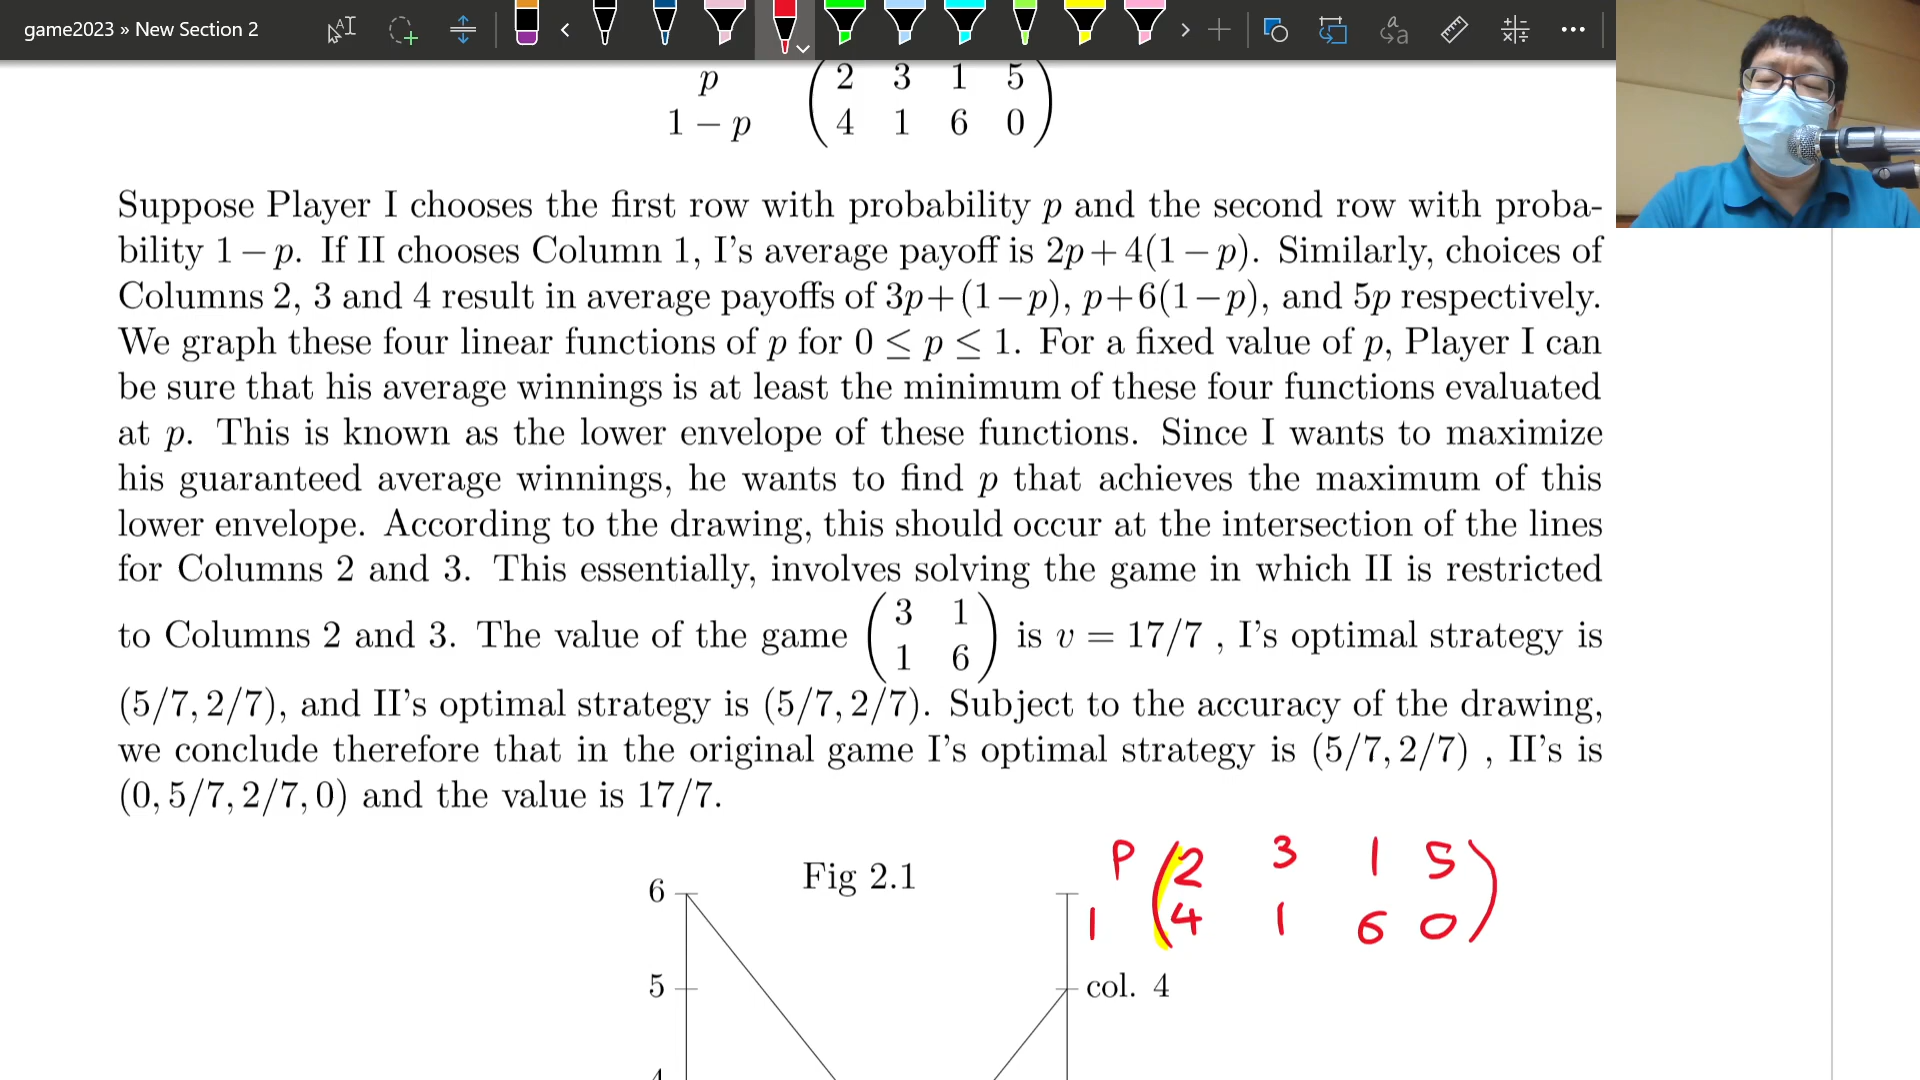 game2023 » New Section 2
p ( 2 3 1 5 )
1 − p ( 4 1 6 0 )
Suppose Player I chooses the first row with probability p and the second row with proba-
bility 1 − p. If II chooses Column 1, I's average payoff is 2p + 4(1 − p). Similarly, choices of
Columns 2, 3 and 4 result in average payoffs of 3p+(1−p), p+6(1−p), and 5p respectively.
We graph these four linear functions of p for 0 ≤ p ≤ 1. For a fixed value of p, Player I can
be sure that his average winnings is at least the minimum of these four functions evaluated
at p. This is known as the lower envelope of these functions. Since I wants to maximize
his guaranteed average winnings, he wants to find p that achieves the maximum of this
lower envelope. According to the drawing, this should occur at the intersection of the lines
for Columns 2 and 3. This essentially, involves solving the game in which II is restricted
to Columns 2 and 3. The value of the game ( 3 1 / 1 6 ) is v = 17/7 , I's optimal strategy is
(5/7, 2/7), and II's optimal strategy is (5/7, 2/7). Subject to the accuracy of the drawing,
we conclude therefore that in the original game I's optimal strategy is (5/7, 2/7) , II's is
(0, 5/7, 2/7, 0) and the value is 17/7.
Fig 2.1
P ( 2 3 1 5 )
1 ( 4 1 6 0 )
6
5
col. 4
4